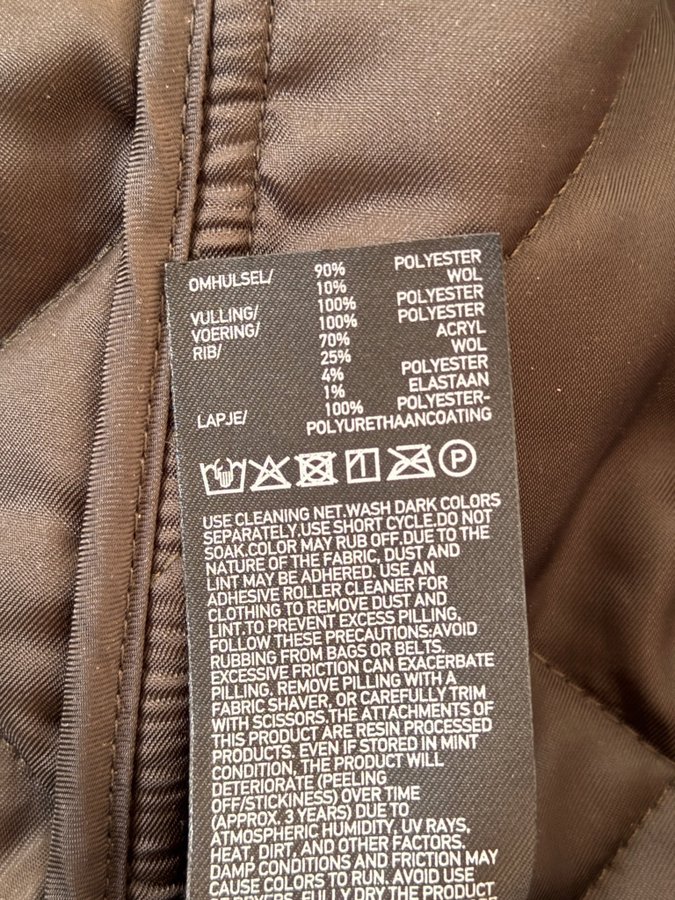 OMHULSEL/ 90% POLYESTER
10% WOL
VULLING/ 100% POLYESTER
VOERING/ 100% POLYESTER
RIB/ 70% ACRYL
25% WOL
4% POLYESTER
1% ELASTAAN
LAPJE/ 100% POLYESTER-
POLYURETHAANCOATING
P
USE CLEANING NET.WASH DARK COLORS
SEPARATELY.USE SHORT CYCLE.DO NOT
SOAK.COLOR MAY RUB OFF.DUE TO THE
NATURE OF THE FABRIC, DUST AND
LINT MAY BE ADHERED. USE AN
ADHESIVE ROLLER CLEANER FOR
CLOTHING TO REMOVE DUST AND
LINT.TO PREVENT EXCESS PILLING,
FOLLOW THESE PRECAUTIONS:AVOID
RUBBING FROM BAGS OR BELTS.
EXCESSIVE FRICTION CAN EXACERBATE
PILLING. REMOVE PILLING WITH A
FABRIC SHAVER, OR CAREFULLY TRIM
WITH SCISSORS.THE ATTACHMENTS OF
THIS PRODUCT ARE RESIN PROCESSED
PRODUCTS. EVEN IF STORED IN MINT
CONDITION, THE PRODUCT WILL
DETERIORATE (PEELING
OFF/STICKINESS) OVER TIME
(APPROX. 3 YEARS) DUE TO
ATMOSPHERIC HUMIDITY, UV RAYS,
HEAT, DIRT, AND OTHER FACTORS.
DAMP CONDITIONS AND FRICTION MAY
CAUSE COLORS TO RUN. AVOID USE
OF DRYERS. FULLY DRY THE PRODUCT